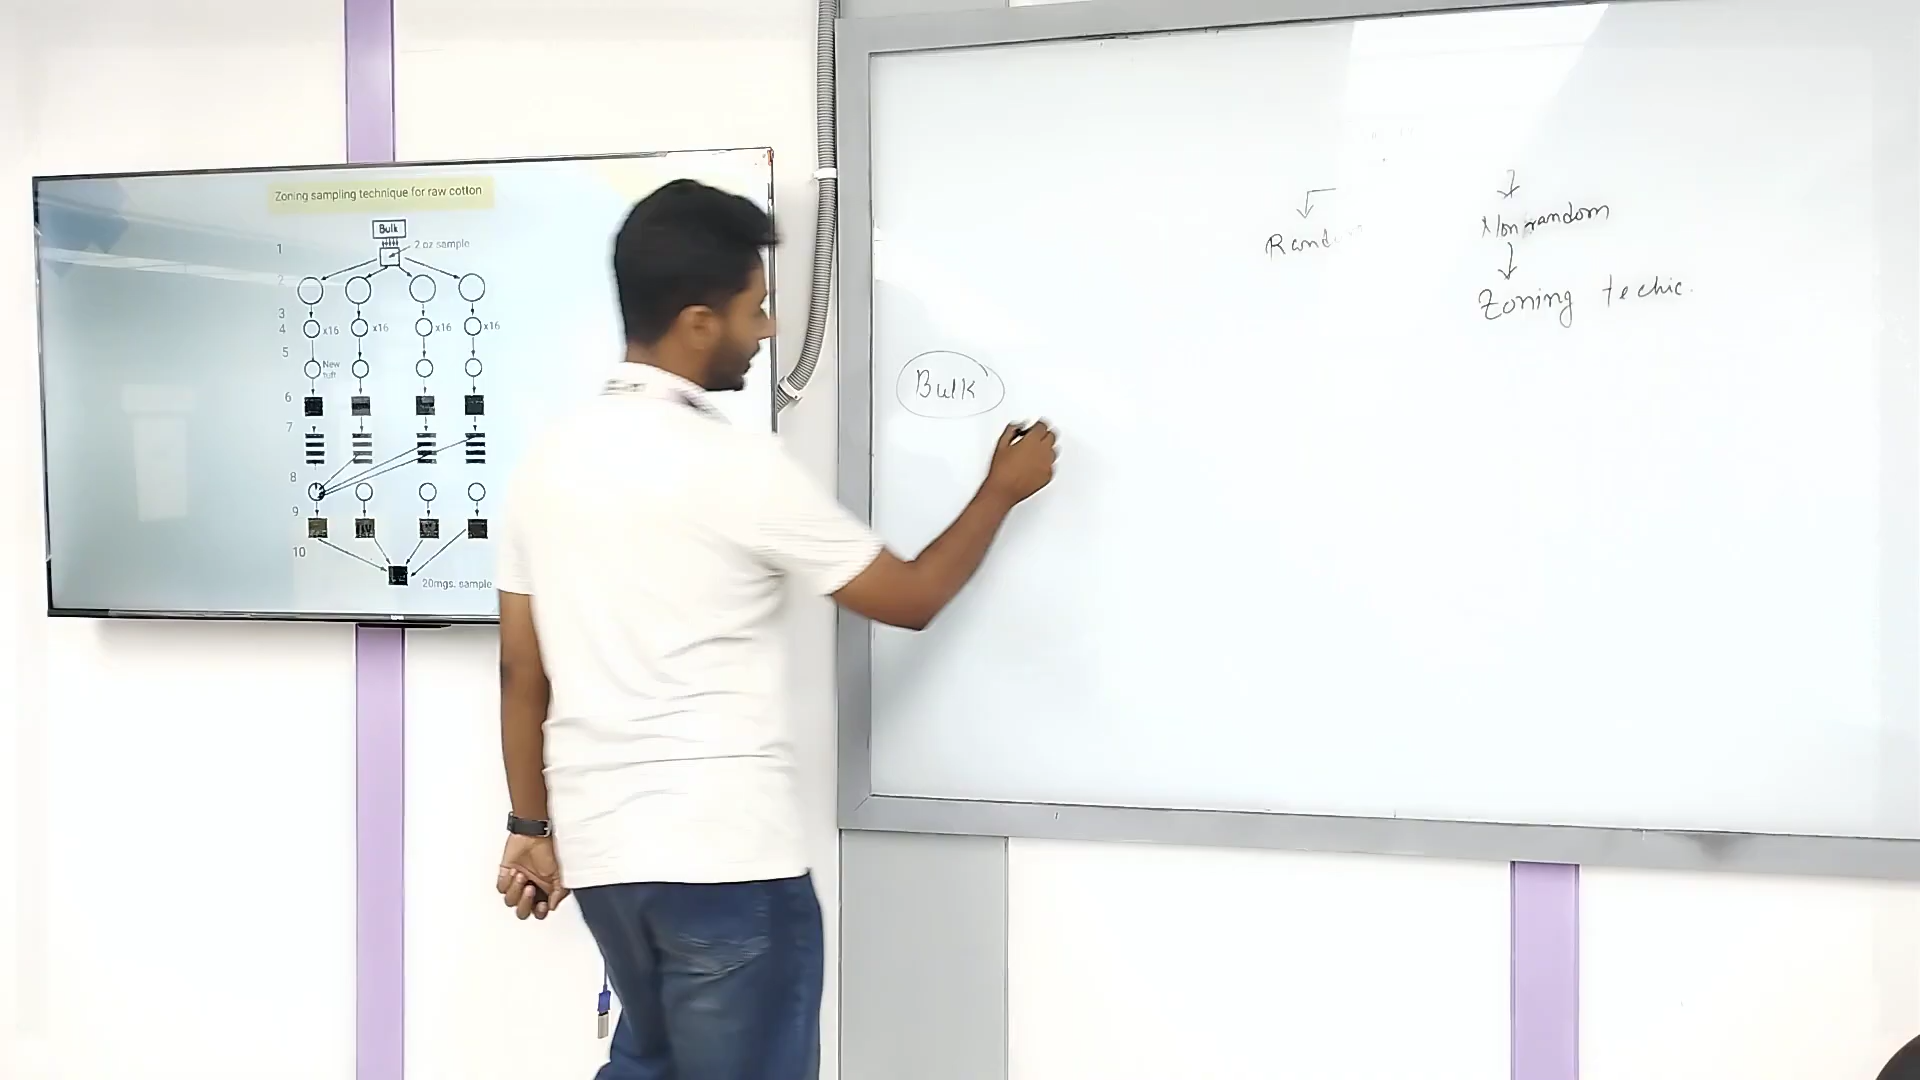 Zoning sampling technique for raw cotton
Bulk
1
2 oz sample
2
3
4
x16
x16
x16
x16
5
New
tuft
6
7
8
9
10
20mgs. sample
Random
Non random
Zoning techic.
Bulk